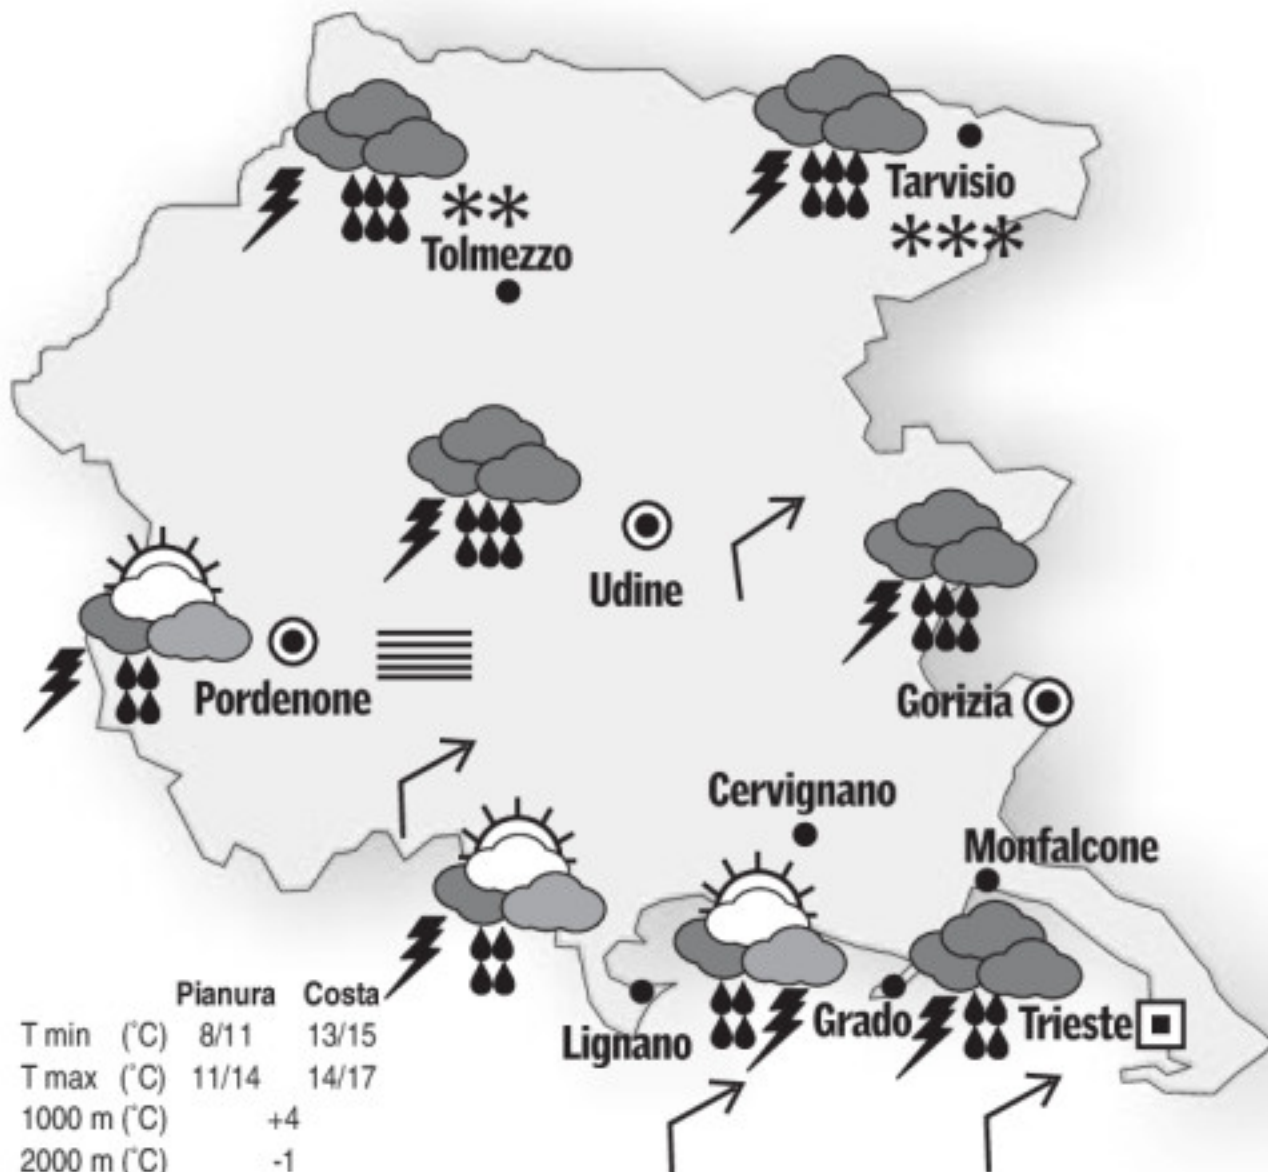 Tarvisio
Tolmezzo
Udine
Pordenone
Gorizia
Cervignano
Monfalcone
Lignano
Grado
Trieste
Pianura Costa
T min (°C) 8/11 13/15
T max (°C) 11/14 14/17
1000 m (°C) +4
2000 m (°C) -1